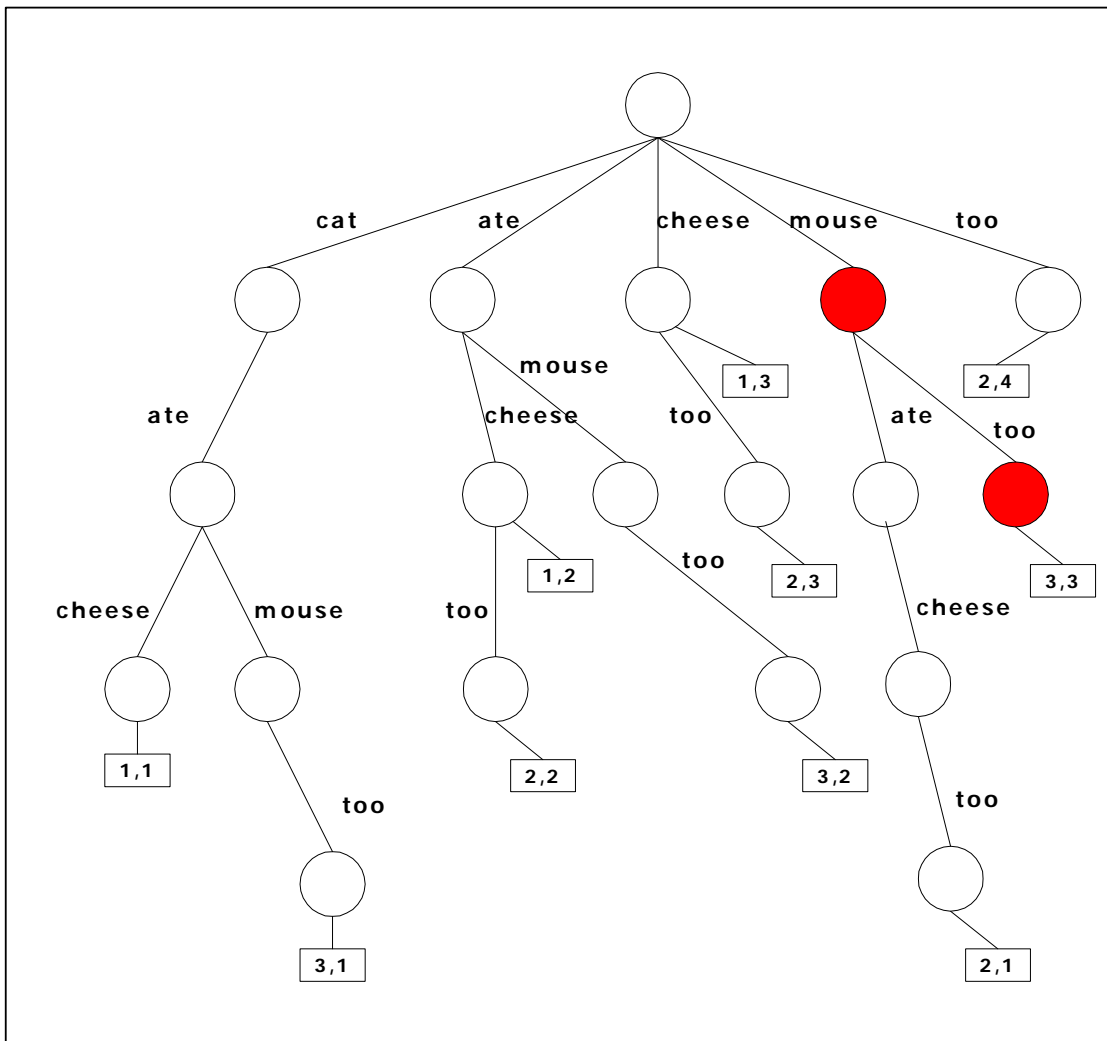 cat
ate
cheese
mouse
too
mouse
1,3
2,4
ate
cheese
too
ate
too
1,2
2,3
3,3
too
cheese
mouse
too
cheese
1,1
2,2
3,2
too
too
3,1
2,1